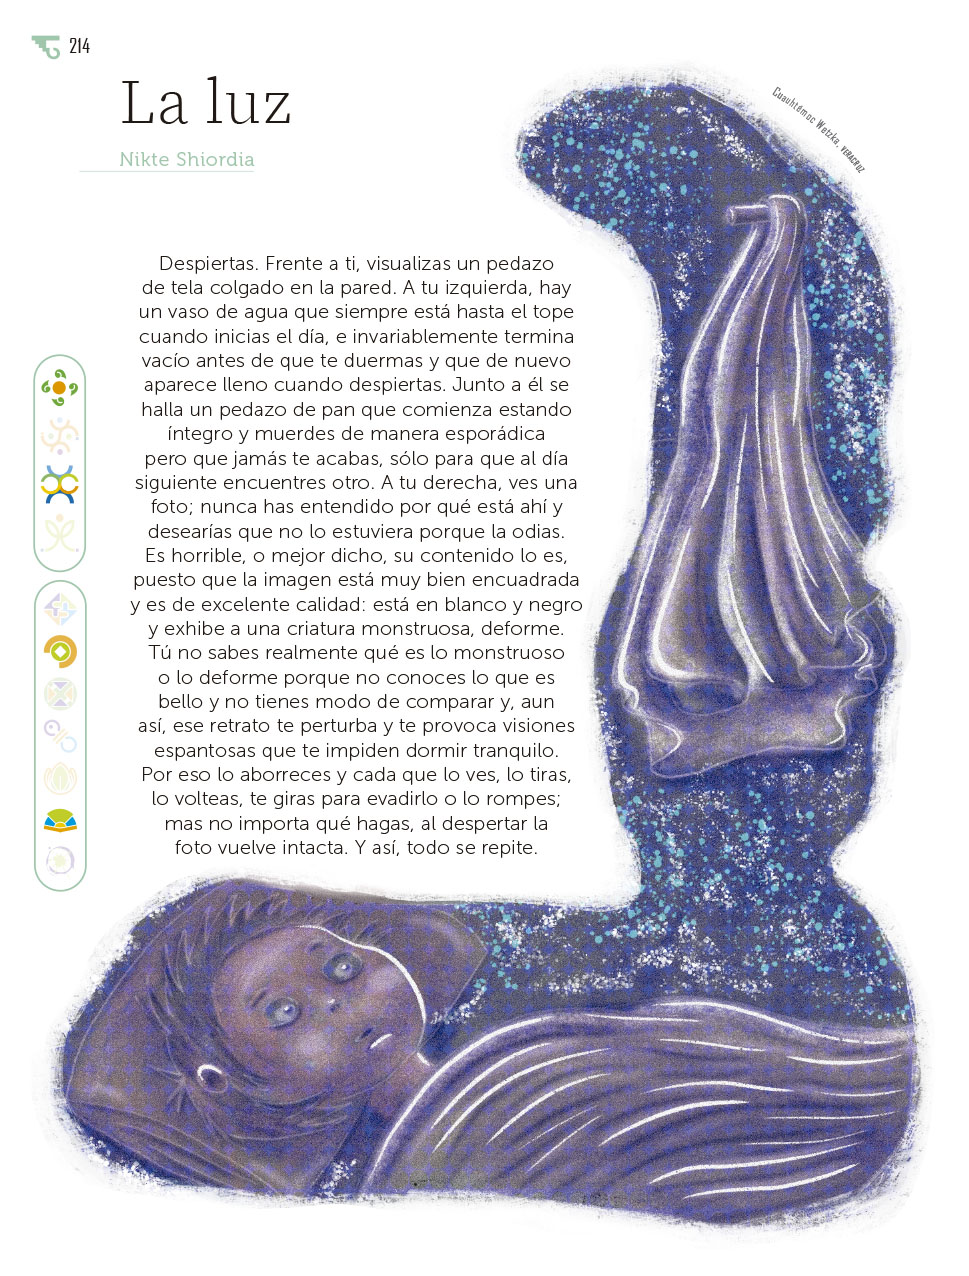 214
La luz
Nikte Shiordia
Cuauhtémoc Wetzka, VERACRUZ
Despiertas. Frente a ti, visualizas un pedazo
de tela colgado en la pared. A tu izquierda, hay
un vaso de agua que siempre está hasta el tope
cuando inicias el día, e invariablemente termina
vacío antes de que te duermas y que de nuevo
aparece lleno cuando despiertas. Junto a él se
halla un pedazo de pan que comienza estando
íntegro y muerdes de manera esporádica
pero que jamás te acabas, sólo para que al día
siguiente encuentres otro. A tu derecha, ves una
foto; nunca has entendido por qué está ahí y
desearías que no lo estuviera porque la odias.
Es horrible, o mejor dicho, su contenido lo es,
puesto que la imagen está muy bien encuadrada
y es de excelente calidad: está en blanco y negro
y exhibe a una criatura monstruosa, deforme.
Tú no sabes realmente qué es lo monstruoso
o lo deforme porque no conoces lo que es
bello y no tienes modo de comparar y, aun
así, ese retrato te perturba y te provoca visiones
espantosas que te impiden dormir tranquilo.
Por eso lo aborreces y cada que lo ves, lo tiras,
lo volteas, te giras para evadirlo o lo rompes;
mas no importa qué hagas, al despertar la
foto vuelve intacta. Y así, todo se repite.